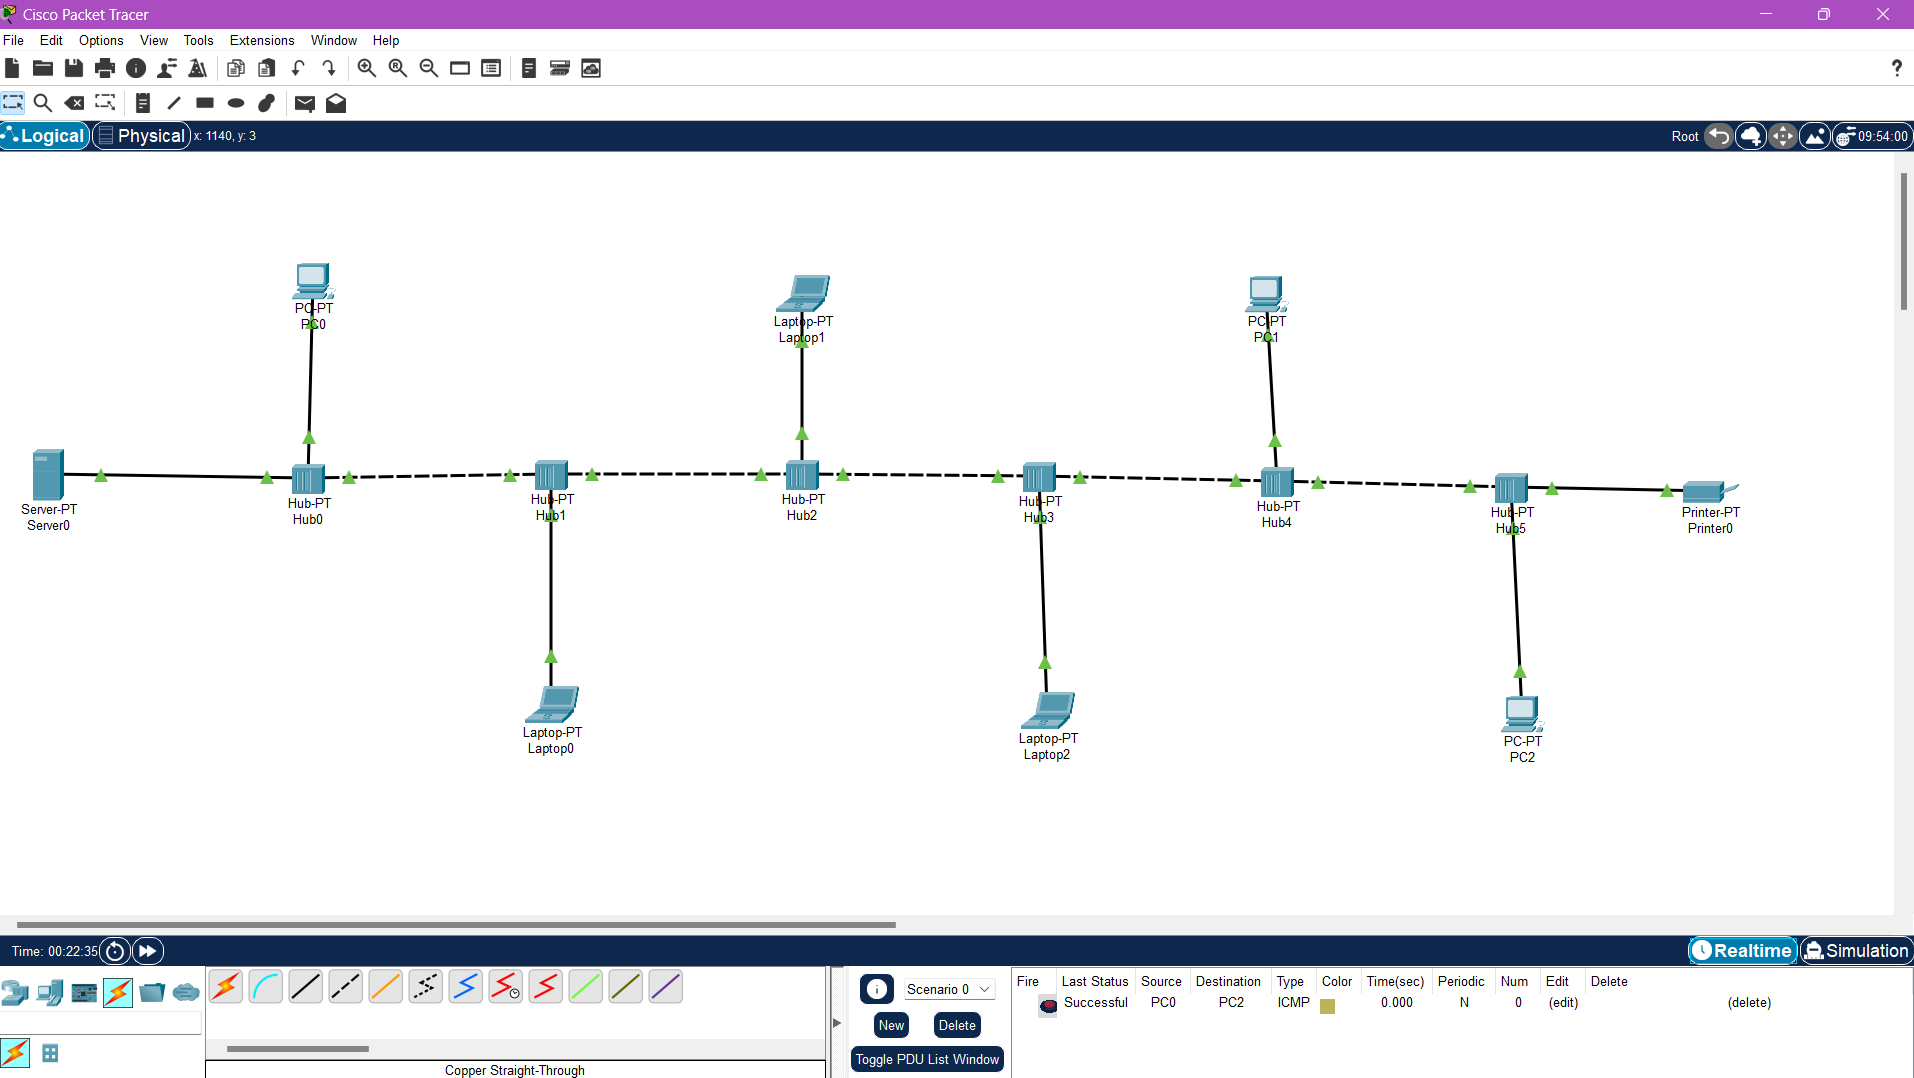 Cisco Packet Tracer
File Edit Options View Tools Extensions Window Help
?
Logical Physical x: 1140, y: 3 Root 09:54:00
PC-PT
PC0
Laptop-PT
Laptop1
PC-PT
PC1
Server-PT
Server0
Hub-PT
Hub0
Hub-PT
Hub1
Hub-PT
Hub2
Hub-PT
Hub3
Hub-PT
Hub4
Hub-PT
Hub5
Printer-PT
Printer0
Laptop-PT
Laptop0
Laptop-PT
Laptop2
PC-PT
PC2
Time: 00:22:35 Realtime Simulation
Scenario 0
New Delete
Toggle PDU List Window
Fire Last Status Source Destination Type Color Time(sec) Periodic Num Edit Delete
Successful PC0 PC2 ICMP 0.000 N 0 (edit) (delete)
Copper Straight-Through